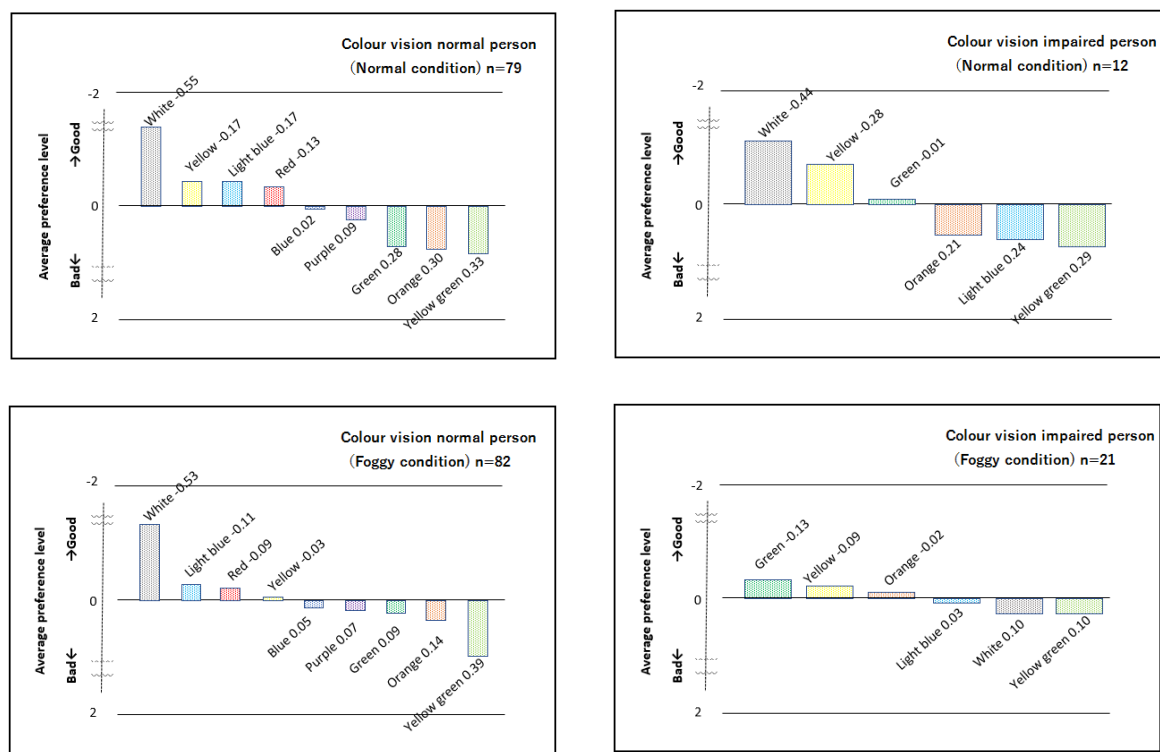 Colour vision normal person
(Normal condition) n=79
-2
0
2
Average preference level
Bad← →Good
White -0.55
Yellow -0.17
Light blue -0.17
Red -0.13
Blue 0.02
Purple 0.09
Green 0.28
Orange 0.30
Yellow green 0.33
Colour vision impaired person
(Normal condition) n=12
-2
0
2
Average preference level
Bad← →Good
White -0.44
Yellow -0.28
Green -0.01
Orange 0.21
Light blue 0.24
Yellow green 0.29
Colour vision normal person
(Foggy condition) n=82
-2
0
2
Average preference level
Bad← →Good
White -0.53
Light blue -0.11
Red -0.09
Yellow -0.03
Blue 0.05
Purple 0.07
Green 0.09
Orange 0.14
Yellow green 0.39
Colour vision impaired person
(Foggy condition) n=21
-2
0
2
Average preference level
Bad← →Good
Green -0.13
Yellow -0.09
Orange -0.02
Light blue 0.03
White 0.10
Yellow green 0.10